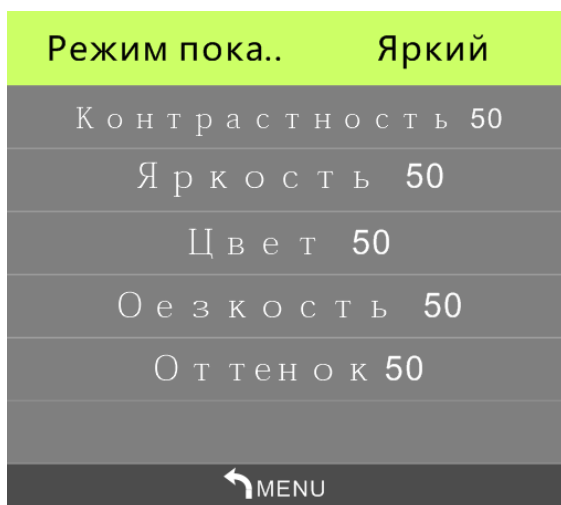 Режим пока.. Яркий
Контрастность 50
Яркость 50
Цвет 50
Оезкость 50
Оттенок 50
MENU